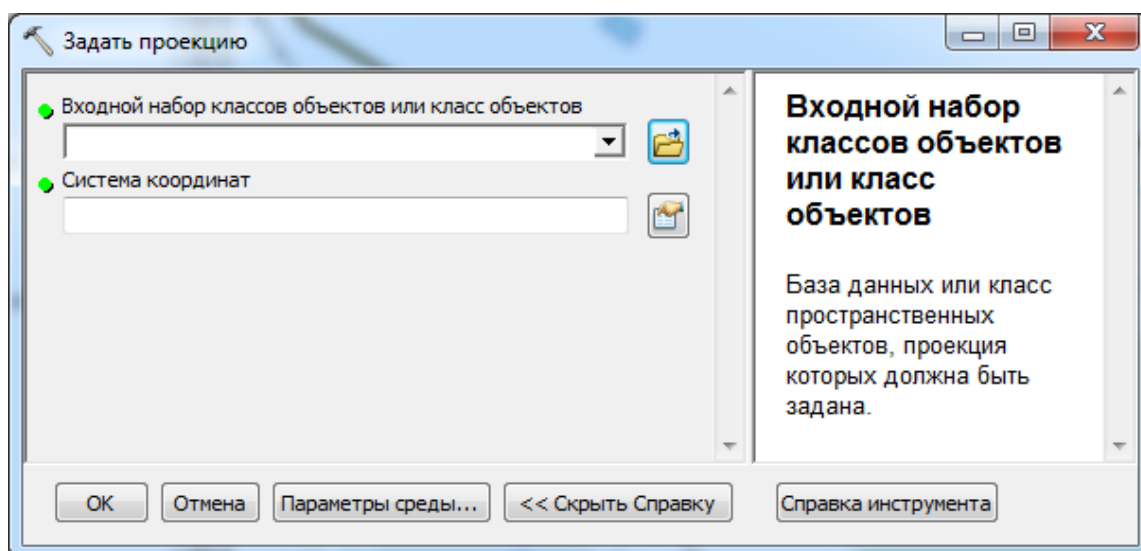 Задать проекцию
Входной набор классов объектов или класс объектов
Система координат
Входной набор
классов объектов
или класс
объектов
База данных или класс
пространственных
объектов, проекция
которых должна быть
задана.
OK
Отмена
Параметры среды...
<< Скрыть Справку
Справка инструмента